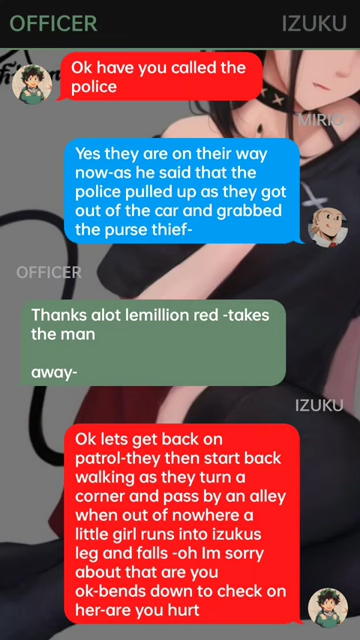 OFFICER
IZUKU
Ok have you called the
police
MIRIO
Yes they are on their way
now-as he said that the
police pulled up as they got
out of the car and grabbed
the purse thief-
OFFICER
Thanks alot lemillion red -takes
the man
away-
IZUKU
Ok lets get back on
patrol-they then start back
walking as they turn a
corner and pass by an alley
when out of nowhere a
little girl runs into izukus
leg and falls -oh Im sorry
about that are you
ok-bends down to check on
her-are you hurt